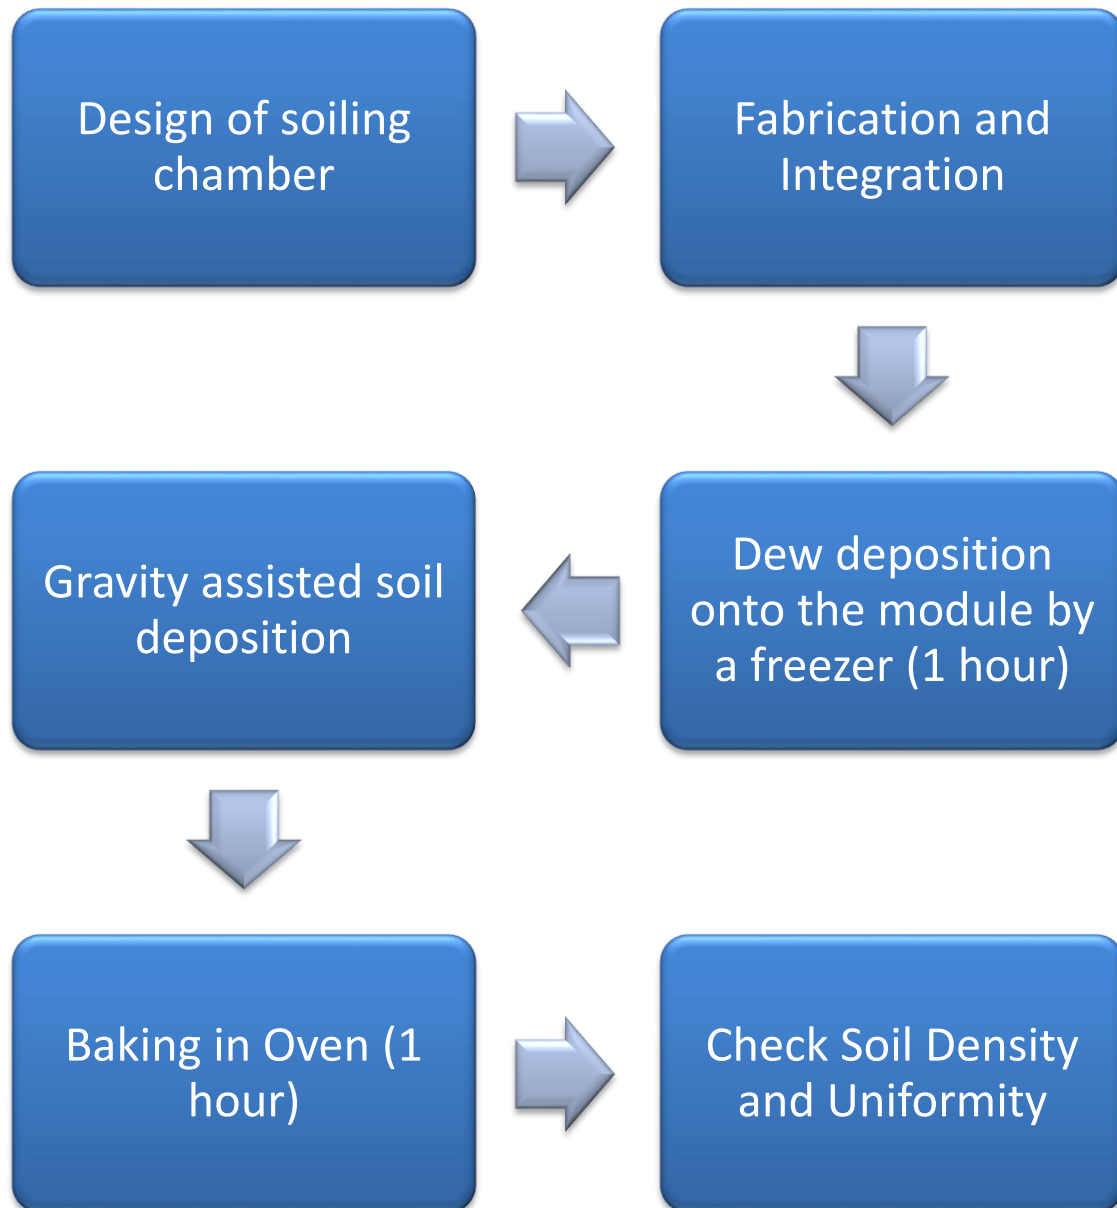 Design of soiling
chamber
Fabrication and
Integration
Dew deposition
onto the module by
a freezer (1 hour)
Gravity assisted soil
deposition
Baking in Oven (1
hour)
Check Soil Density
and Uniformity